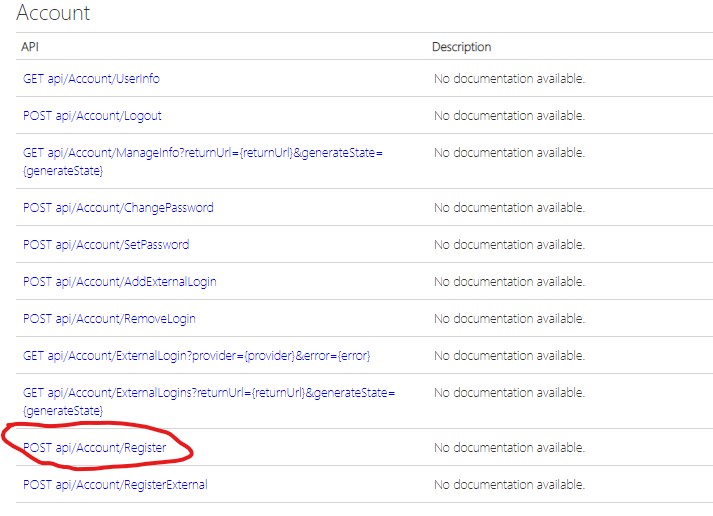 Account
API Description
GET api/Account/UserInfo No documentation available.
POST api/Account/Logout No documentation available.
GET api/Account/ManageInfo?returnUrl={returnUrl}&generateState= No documentation available.
{generateState}
POST api/Account/ChangePassword No documentation available.
POST api/Account/SetPassword No documentation available.
POST api/Account/AddExternalLogin No documentation available.
POST api/Account/RemoveLogin No documentation available.
GET api/Account/ExternalLogin?provider={provider}&error={error} No documentation available.
GET api/Account/ExternalLogins?returnUrl={returnUrl}&generateState= No documentation available.
{generateState}
POST api/Account/Register No documentation available.
POST api/Account/RegisterExternal No documentation available.